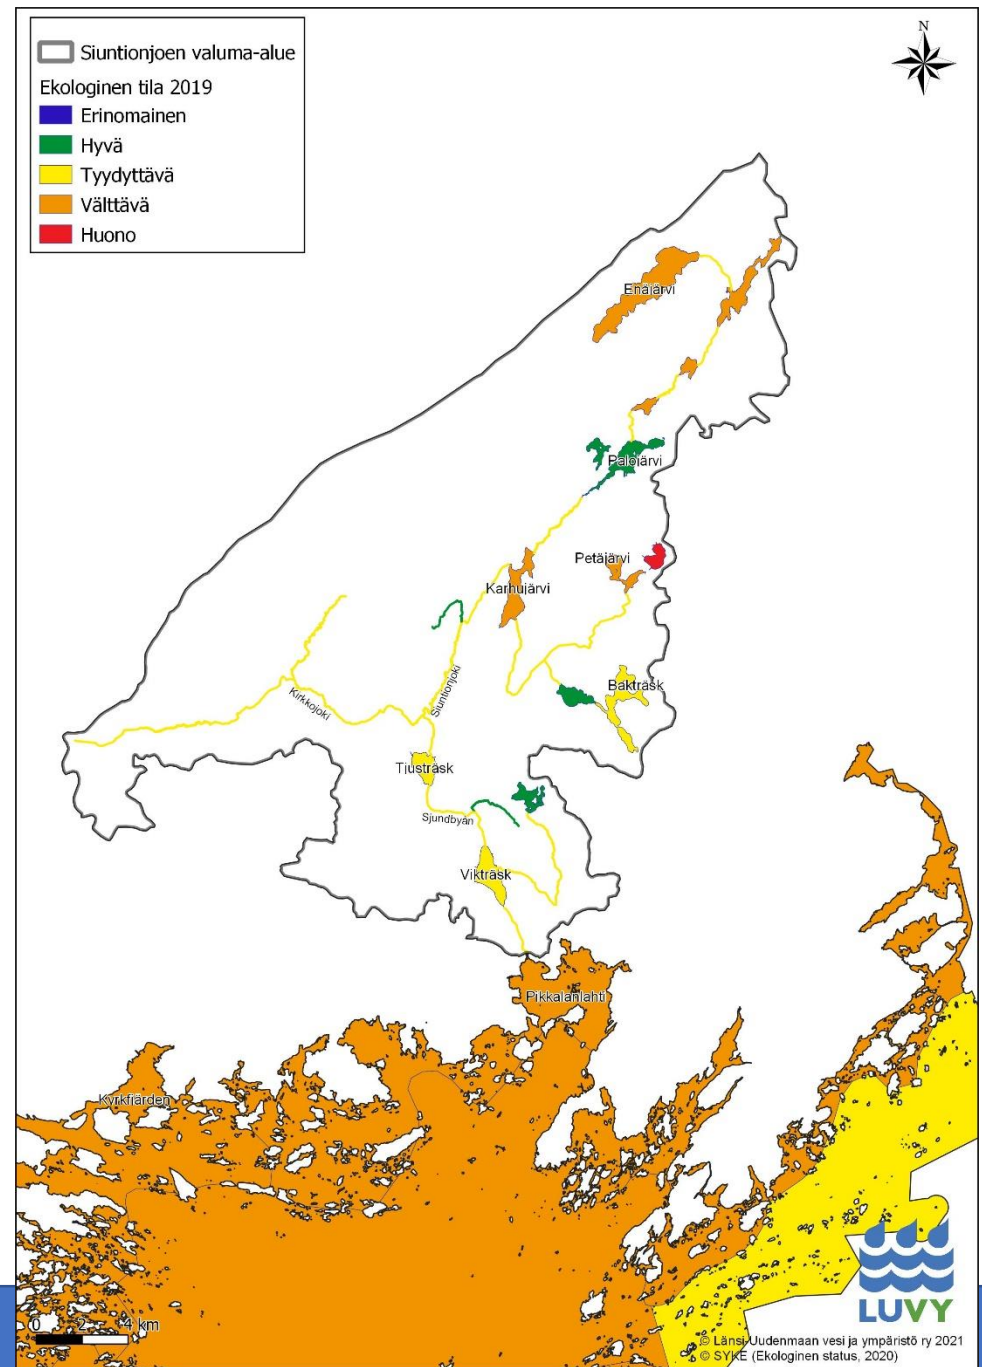 Siuntionjoen valuma-alue
Ekologinen tila 2019
Erinomainen
Hyvä
Tyydyttävä
Välttävä
Huono
N
Enäjärvi
Palojärvi
Petäjärvi
Karhujärvi
Bakträsk
Siuntionjoki
Kirkkojoki
Tjusträsk
Sjundbyån
Vikträsk
Pikkalanlahti
Kyrkfjärden
LUVY
0 2 4 km
© Länsi-Uudenmaan vesi ja ympäristö ry 2021
© SYKE (Ekologinen status, 2020)